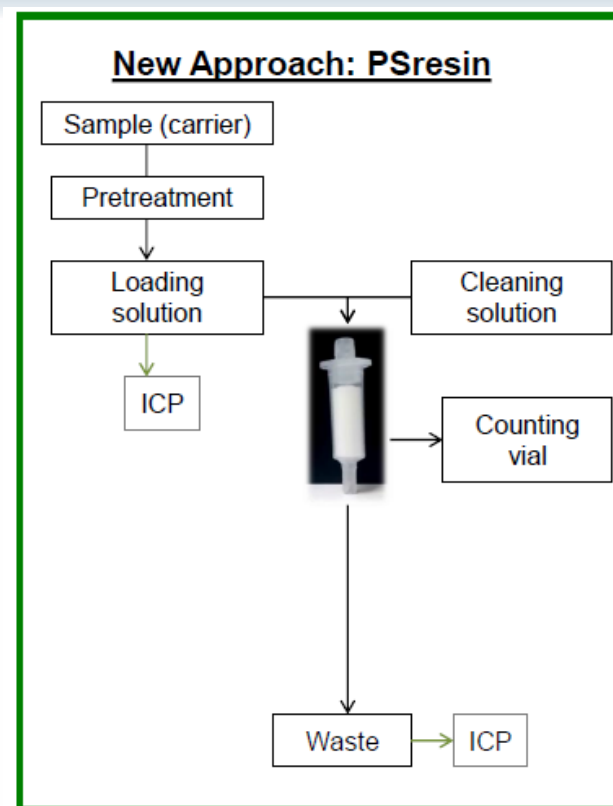 New Approach: PSresin
Sample (carrier)
Pretreatment
Loading
solution
Cleaning
solution
ICP
Counting
vial
Waste
ICP